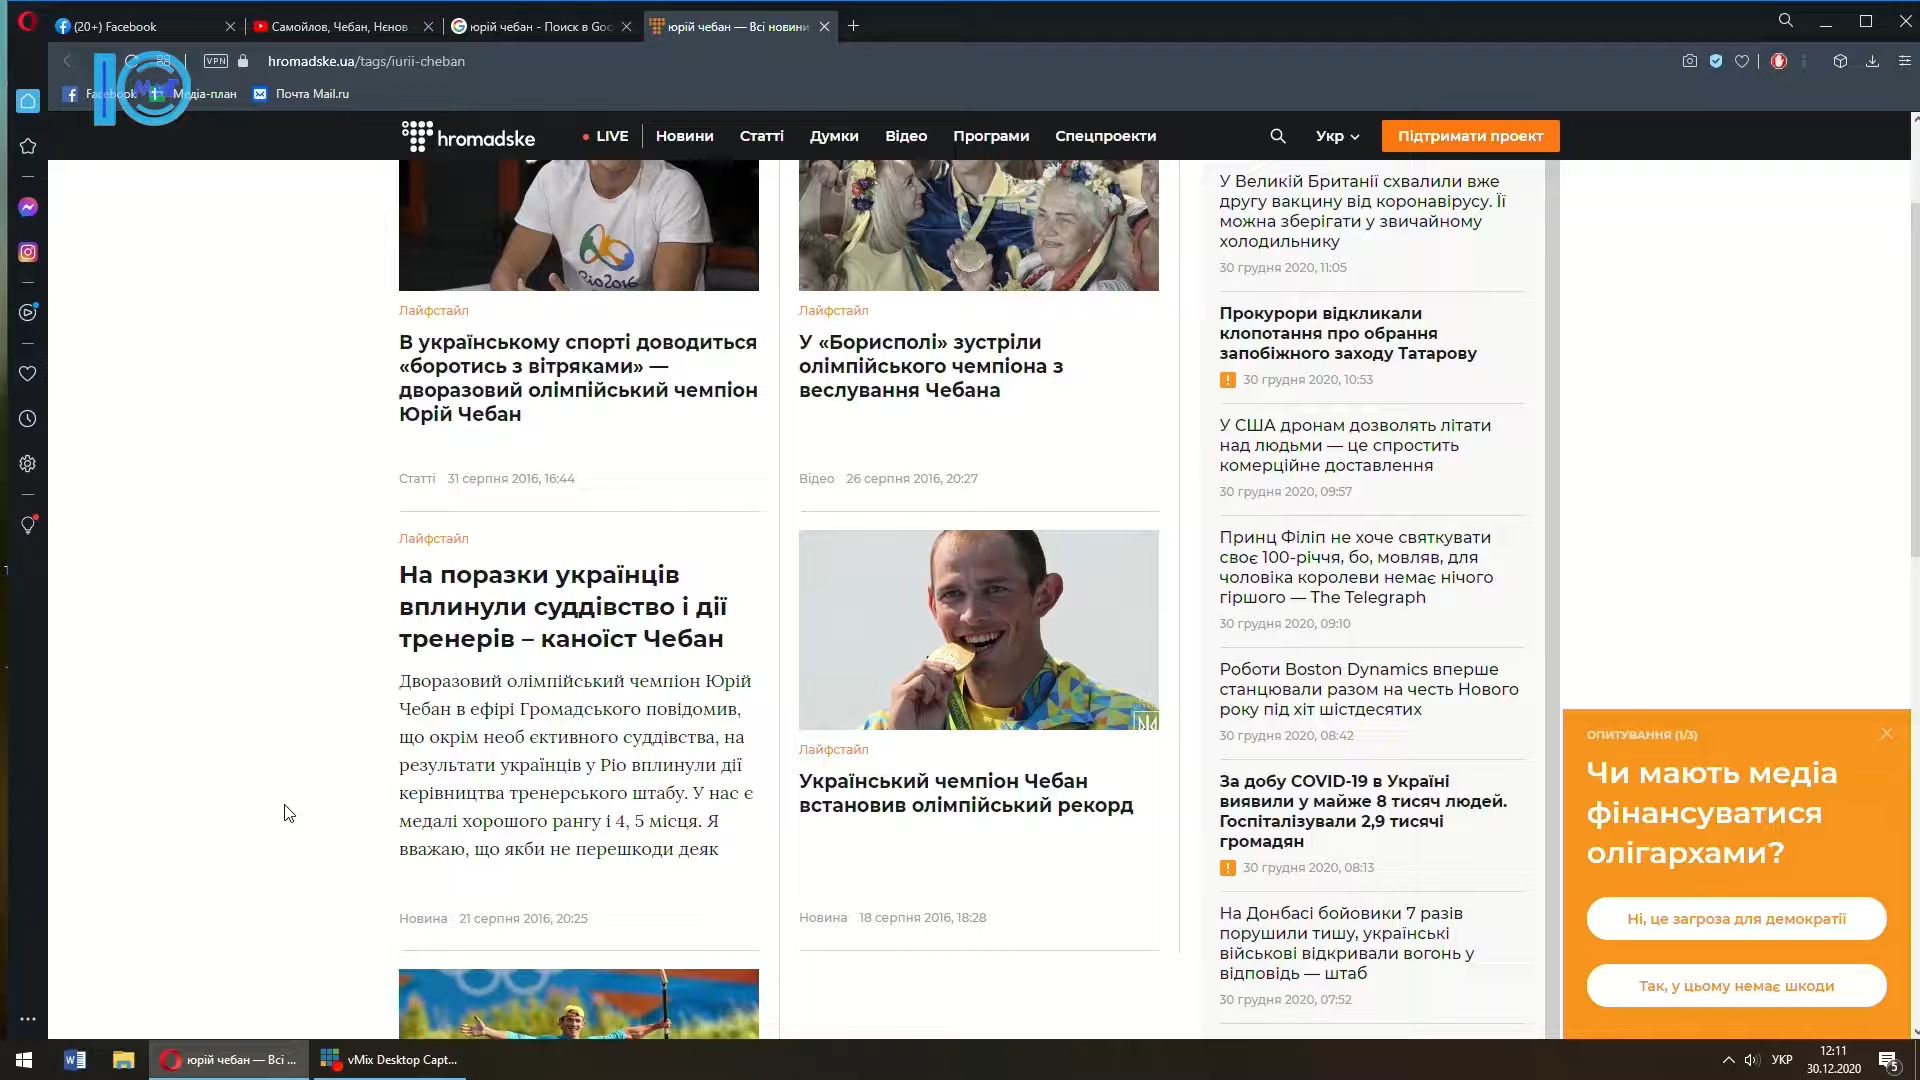 (20+) Facebook
Самойлов, Чебан, Нєнов
юрій чебан - Поиск в Goo
юрій чебан — Всі новини
VPN
hromadske.ua/tags/iurii-cheban
Facebook
Медіа-план
Почта Mail.ru
hromadske
LIVE
Новини
Статті
Думки
Відео
Програми
Спецпроекти
Укр
Підтримати проект
Rio2016
Лайфстайл
В українському спорті доводиться
«боротись з вітряками» —
дворазовий олімпійський чемпіон
Юрій Чебан
Статті 31 серпня 2016, 16:44
Лайфстайл
На поразки українців
вплинули суддівство і дії
тренерів – каноїст Чебан
Дворазовий олімпійський чемпіон Юрій
Чебан в ефірі Громадського повідомив,
що окрім необ єктивного суддівства, на
результати українців у Ріо вплинули дії
керівництва тренерського штабу. У нас є
медалі хорошого рангу і 4, 5 місця. Я
вважаю, що якби не перешкоди деяк
Новина 21 серпня 2016, 20:25
Лайфстайл
У «Борисполі» зустріли
олімпійського чемпіона з
веслування Чебана
Відео 26 серпня 2016, 20:27
Лайфстайл
Український чемпіон Чебан
встановив олімпійський рекорд
Новина 18 серпня 2016, 18:28
У Великій Британії схвалили вже
другу вакцину від коронавірусу. Її
можна зберігати у звичайному
холодильнику
30 грудня 2020, 11:05
Прокурори відкликали
клопотання про обрання
запобіжного заходу Татарову
30 грудня 2020, 10:53
У США дронам дозволять літати
над людьми — це спростить
комерційне доставлення
30 грудня 2020, 09:57
Принц Філіп не хоче святкувати
своє 100-річчя, бо, мовляв, для
чоловіка королеви немає нічого
гіршого — The Telegraph
30 грудня 2020, 09:10
Роботи Boston Dynamics вперше
станцювали разом на честь Нового
року під хіт шістдесятих
30 грудня 2020, 08:42
За добу COVID-19 в Україні
виявили у майже 8 тисяч людей.
Госпіталізували 2,9 тисячі
громадян
30 грудня 2020, 08:13
На Донбасі бойовики 7 разів
порушили тишу, українські
військові відкривали вогонь у
відповідь — штаб
30 грудня 2020, 07:52
ОПИТУВАННЯ (1/3)
Чи мають медіа
фінансуватися
олігархами?
Ні, це загроза для демократії
Так, у цьому немає шкоди
юрій чебан — Всі ...
vMix Desktop Capt...
УКР
12:11
30.12.2020
5